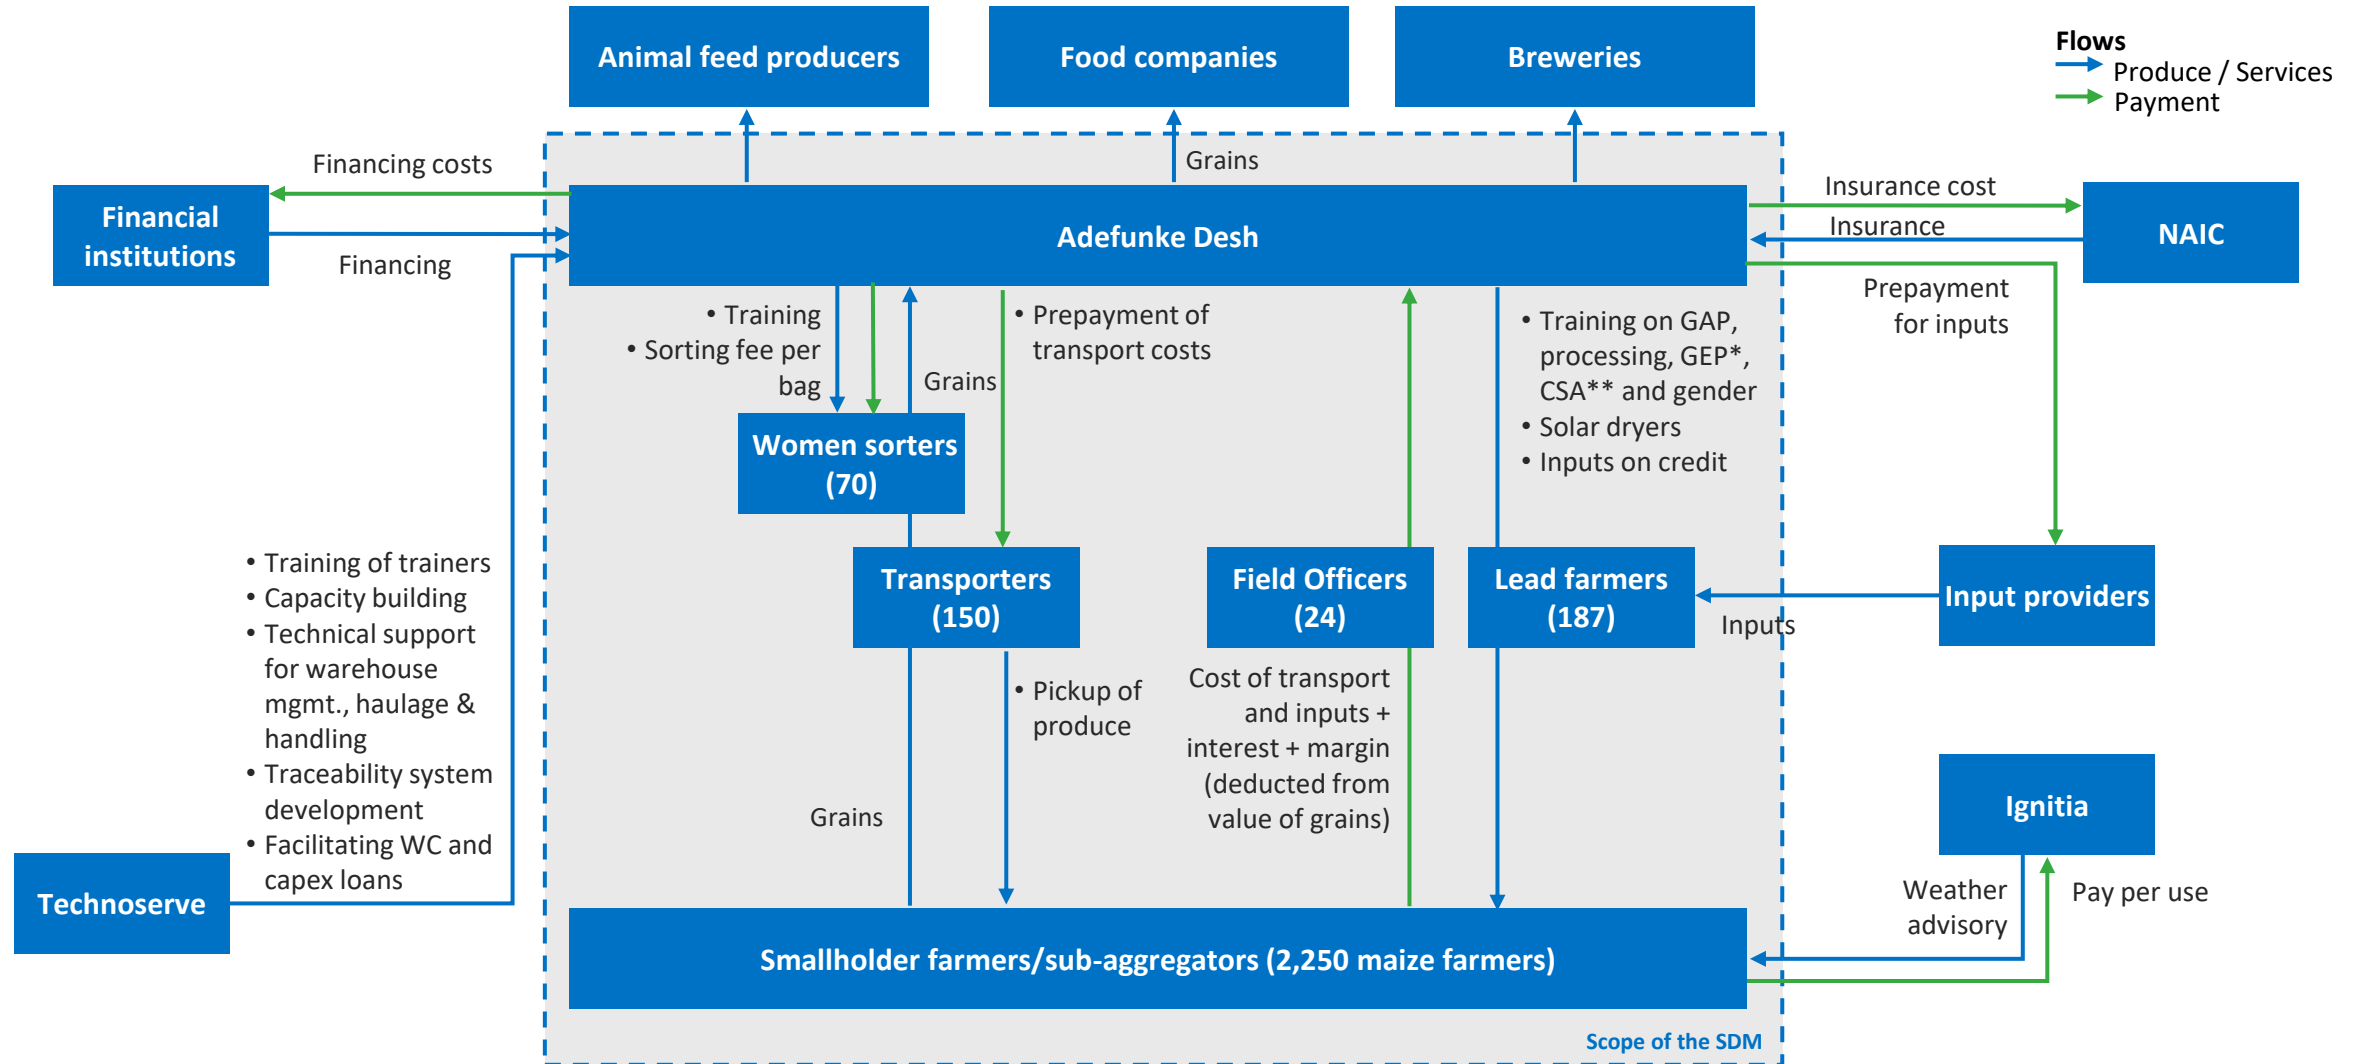 Animal feed producers
Food companies
Breweries
Flows
Produce / Services
Payment
Financing costs
Grains
Insurance cost
Financial
institutions
Adefunke Desh
Insurance
NAIC
Financing
Prepayment
for inputs
• Training
• Sorting fee per
bag
Grains
• Prepayment of
transport costs
• Training on GAP,
processing, GEP*,
CSA** and gender
• Solar dryers
• Inputs on credit
Women sorters
(70)
• Training of trainers
• Capacity building
• Technical support
for warehouse
mgmt., haulage &
handling
• Traceability system
development
• Facilitating WC and
capex loans
Transporters
(150)
Field Officers
(24)
Lead farmers
(187)
Input providers
Inputs
• Pickup of
produce
Cost of transport
and inputs +
interest + margin
(deducted from
value of grains)
Grains
Ignitia
Technoserve
Weather
advisory
Pay per use
Smallholder farmers/sub-aggregators (2,250 maize farmers)
Scope of the SDM